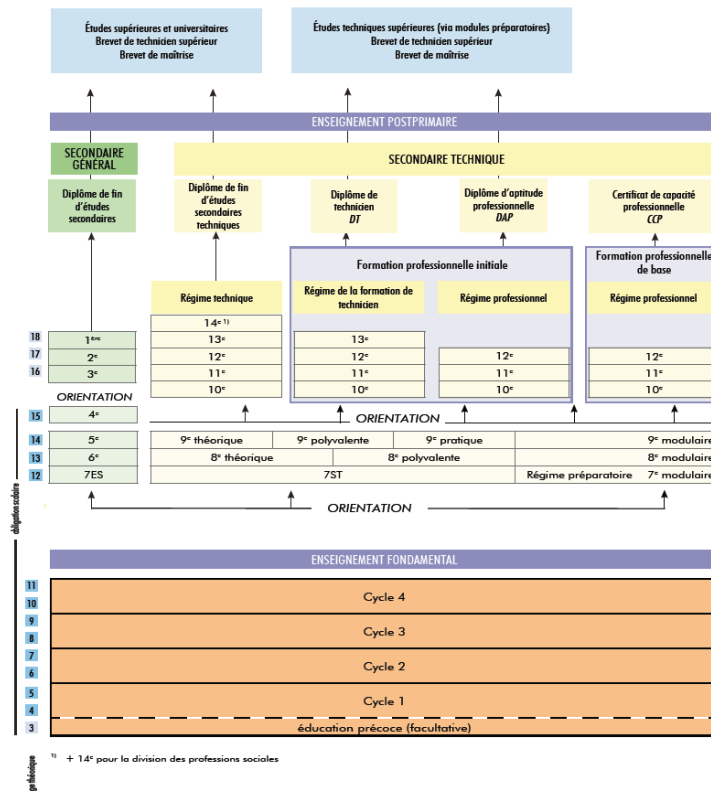 Études supérieures et universitaires
Brevet de technicien supérieur
Brevet de maîtrise
Études techniques supérieures (via modules préparatoires)
Brevet de technicien supérieur
Brevet de maîtrise
ENSEIGNEMENT POSTPRIMAIRE
SECONDAIRE
GÉNÉRAL
SECONDAIRE TECHNIQUE
Diplôme de fin
d'études
secondaires
Diplôme de fin
d'études
secondaires
techniques
Diplôme de
technicien
DT
Diplôme d'aptitude
professionnelle
DAP
Certificat de capacité
professionnelle
CCP
Formation professionnelle initiale
Formation professionnelle
de base
Régime technique
Régime de la formation de
technicien
Régime professionnel
Régime professionnel
14e 1)
18 1ère 13e 13e
17 2e 12e 12e 12e 12e
16 3e 11e 11e 11e 11e
10e 10e 10e 10e
ORIENTATION
15 4e ORIENTATION
14 5e 9e théorique 9e polyvalente 9e pratique 9e modulaire
13 6e 8e théorique 8e polyvalente 8e modulaire
12 7ES 7ST Régime préparatoire 7e modulaire
ORIENTATION
obligation scolaire
ENSEIGNEMENT FONDAMENTAL
11
10
Cycle 4
9
8
Cycle 3
7
6
Cycle 2
5
4
Cycle 1
3 éducation précoce (facultative)
1) + 14e pour la division des professions sociales
âge théorique